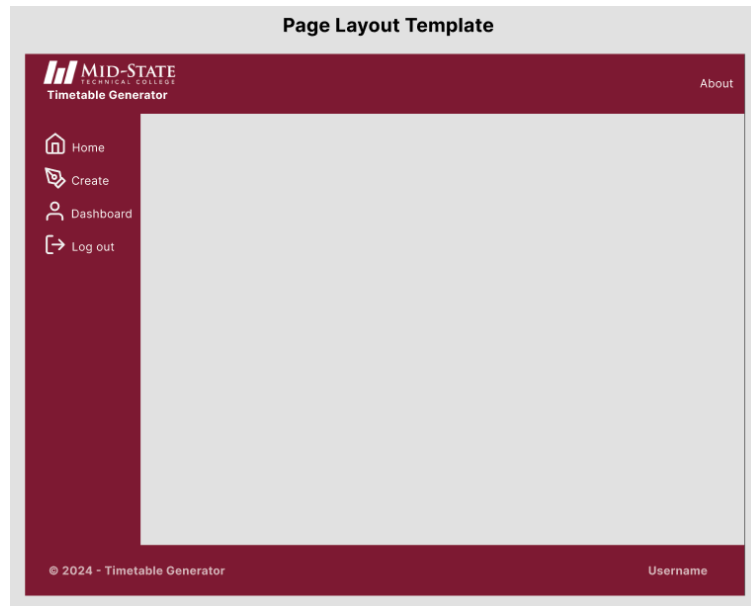 Page Layout Template
MID-STATE
TECHNICAL COLLEGE
Timetable Generator
About
Home
Create
Dashboard
Log out
© 2024 - Timetable Generator
Username